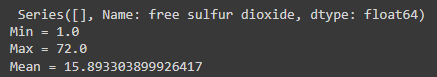 Series([], Name: free sulfur dioxide, dtype: float64)
Min = 1.0
Max = 72.0
Mean = 15.893303899926417